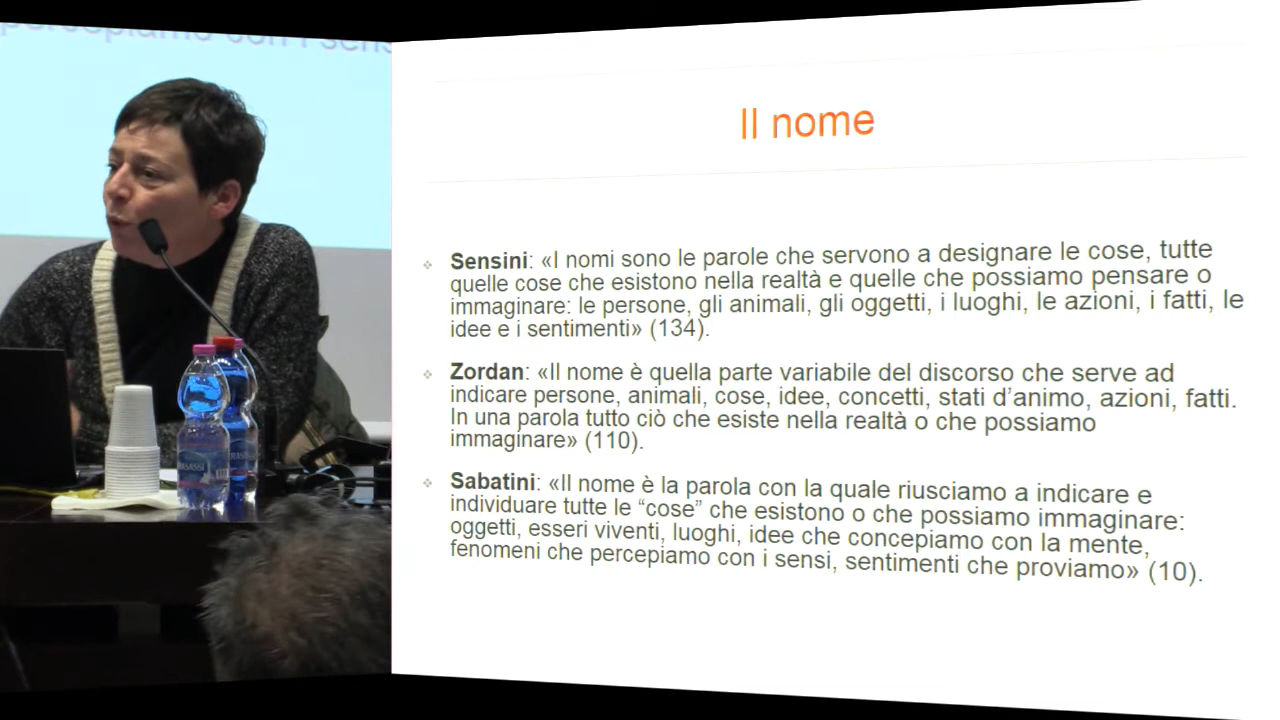 percepiamo con i sensi
Il nome
Sensini: «I nomi sono le parole che servono a designare le cose, tutte
quelle cose che esistono nella realtà e quelle che possiamo pensare o
immaginare: le persone, gli animali, gli oggetti, i luoghi, le azioni, i fatti, le
idee e i sentimenti» (134).
Zordan: «Il nome è quella parte variabile del discorso che serve ad
indicare persone, animali, cose, idee, concetti, stati d’animo, azioni, fatti.
In una parola tutto ciò che esiste nella realtà o che possiamo
immaginare» (110).
Sabatini: «Il nome è la parola con la quale riusciamo a indicare e
individuare tutte le “cose” che esistono o che possiamo immaginare:
oggetti, esseri viventi, luoghi, idee che concepiamo con la mente,
fenomeni che percepiamo con i sensi, sentimenti che proviamo» (10).